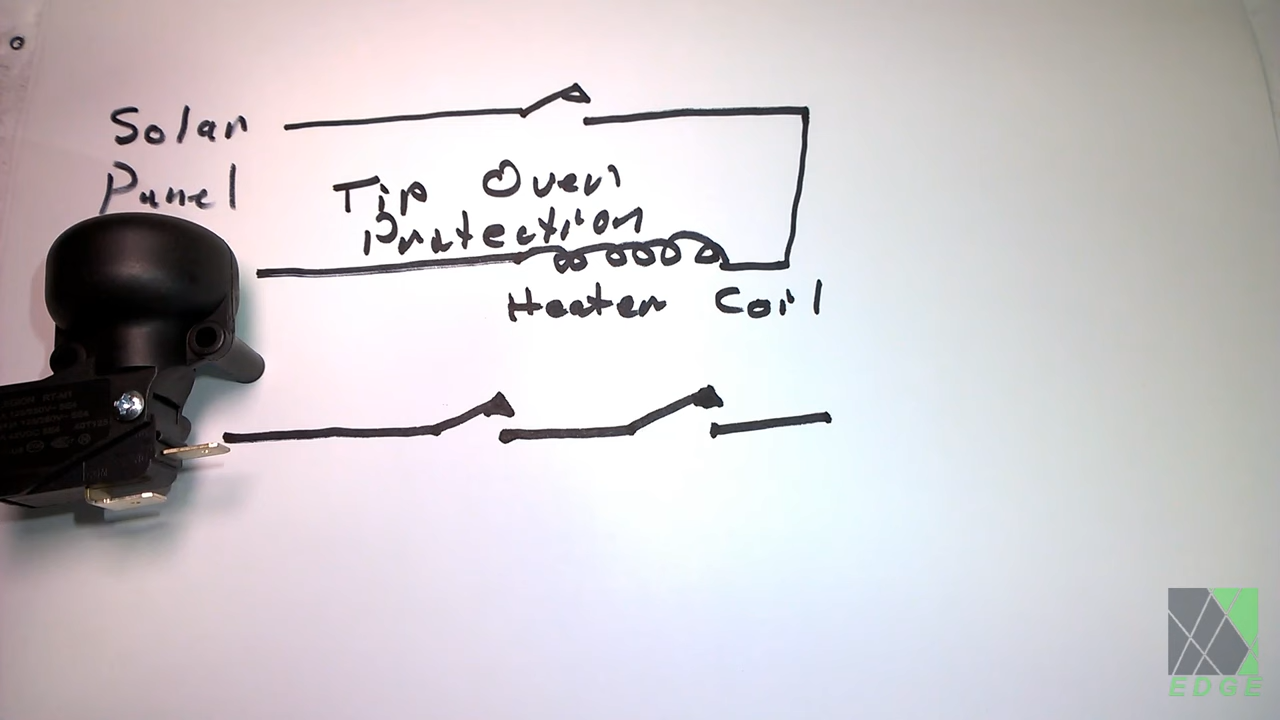 Solar
Panel
Tip Over
Protection
Heater Coil
EDGE